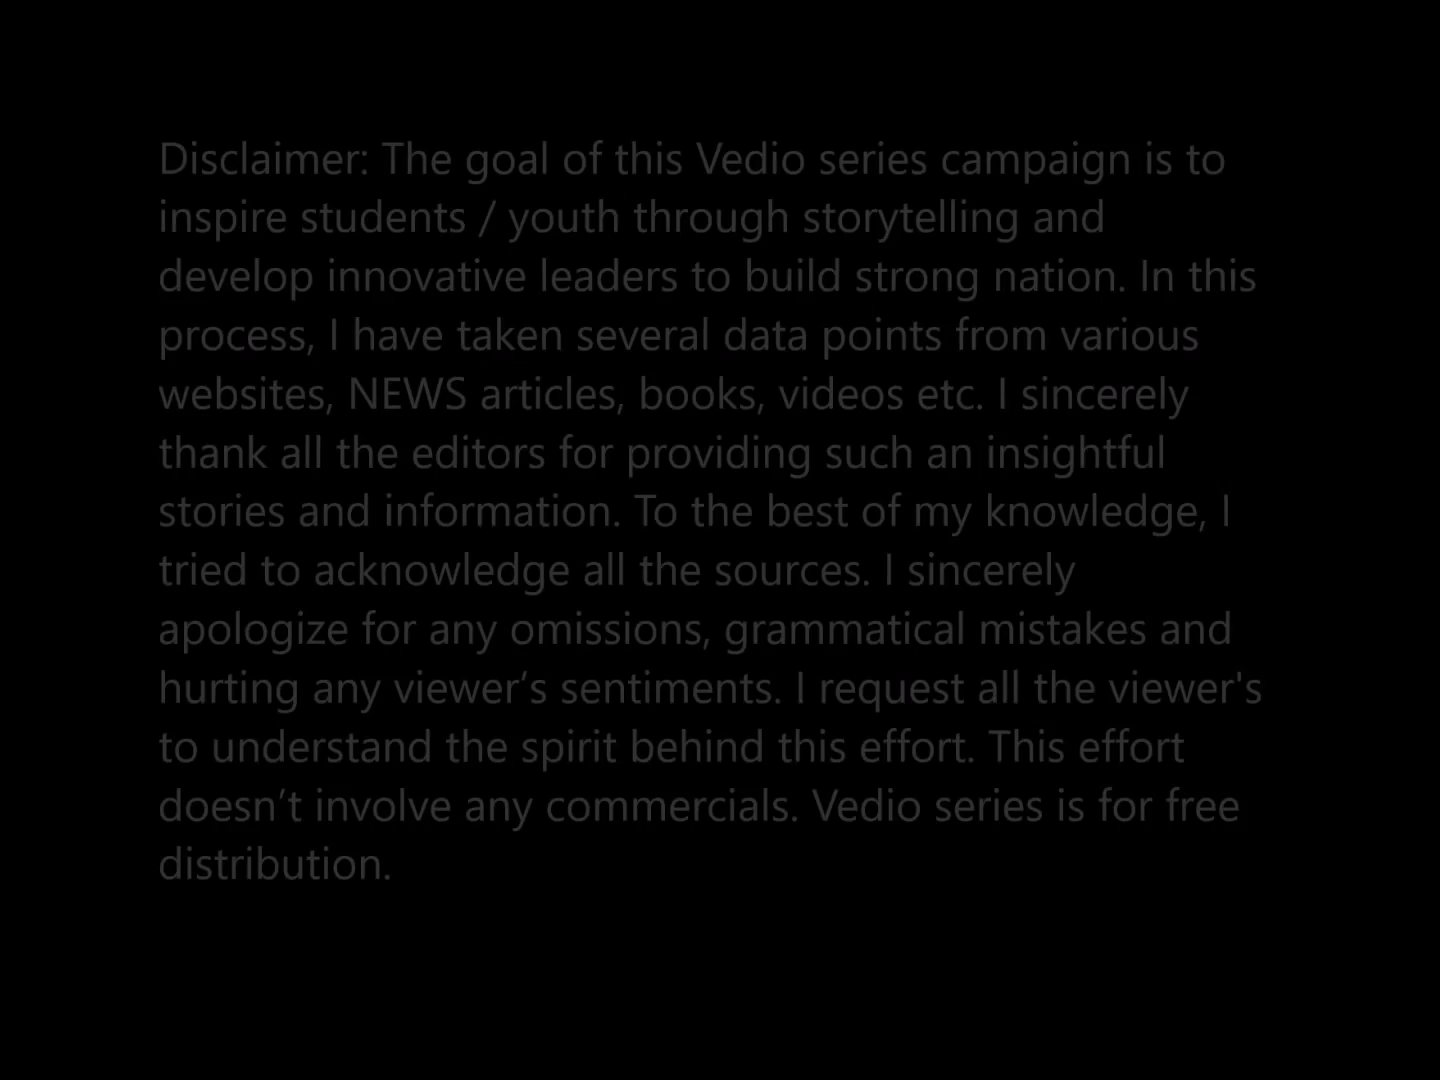 Disclaimer: The goal of this Vedio series campaign is to
inspire students / youth through storytelling and
develop innovative leaders to build strong nation. In this
process, I have taken several data points from various
websites, NEWS articles, books, videos etc. I sincerely
thank all the editors for providing such an insightful
stories and information. To the best of my knowledge, I
tried to acknowledge all the sources. I sincerely
apologize for any omissions, grammatical mistakes and
hurting any viewer‘s sentiments. I request all the viewer's
to understand the spirit behind this effort. This effort
doesn’t involve any commercials. Vedio series is for free
distribution.